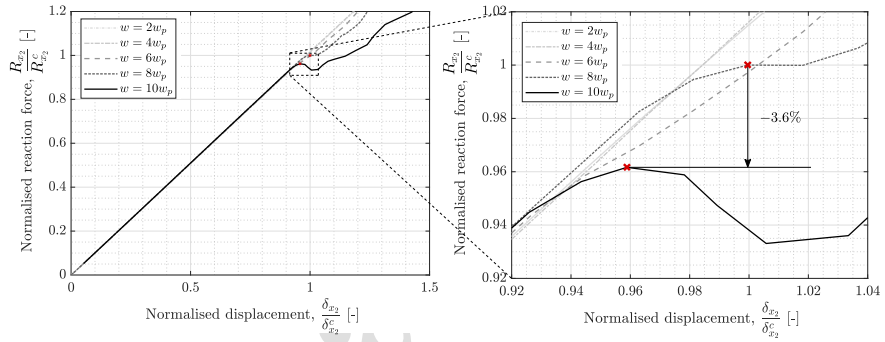 Normalised reaction force, R_{x_2} / R^c_{x_2} [-]
1.2
1
0.8
0.6
0.4
0.2
0
w = 2w_p
w = 4w_p
w = 6w_p
w = 8w_p
w = 10w_p
0
0.5
1
1.5
Normalised displacement, δ_{x_2} / δ^c_{x_2} [-]
Normalised reaction force, R_{x_2} / R^c_{x_2} [-]
1.02
1
0.98
0.96
0.94
0.92
w = 2w_p
w = 4w_p
w = 6w_p
w = 8w_p
w = 10w_p
−3.6%
0.92
0.94
0.96
0.98
1
1.02
1.04
Normalised displacement, δ_{x_2} / δ^c_{x_2} [-]